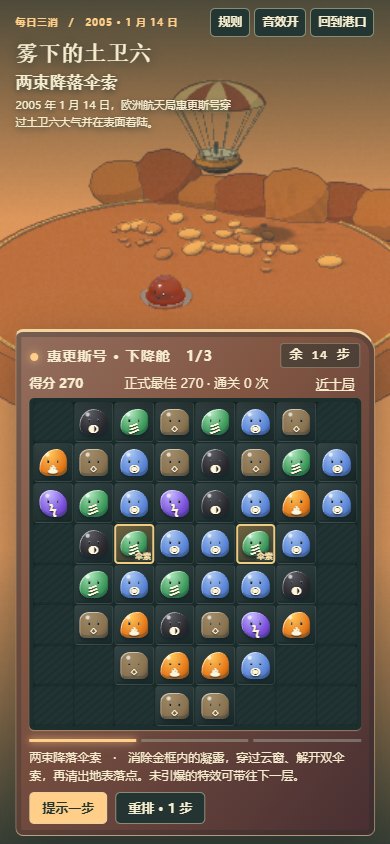 每日三消 / 2005 • 1 月 14 日
规则
音效开
回到港口
雾下的土卫六
两束降落伞索
2005 年 1 月 14 日，欧洲航天局惠更斯号穿
过土卫六大气并在表面着陆。
惠更斯号 • 下降舱 1/3
余 14 步
得分 270
正式最佳 270 · 通关 0 次
近十局
伞索
伞索
两束降落伞索 · 消除金框内的凝露，穿过云窗、解开双伞
索，再清出地表落点。未引爆的特效可带往下一层。
提示一步
重排 • 1 步